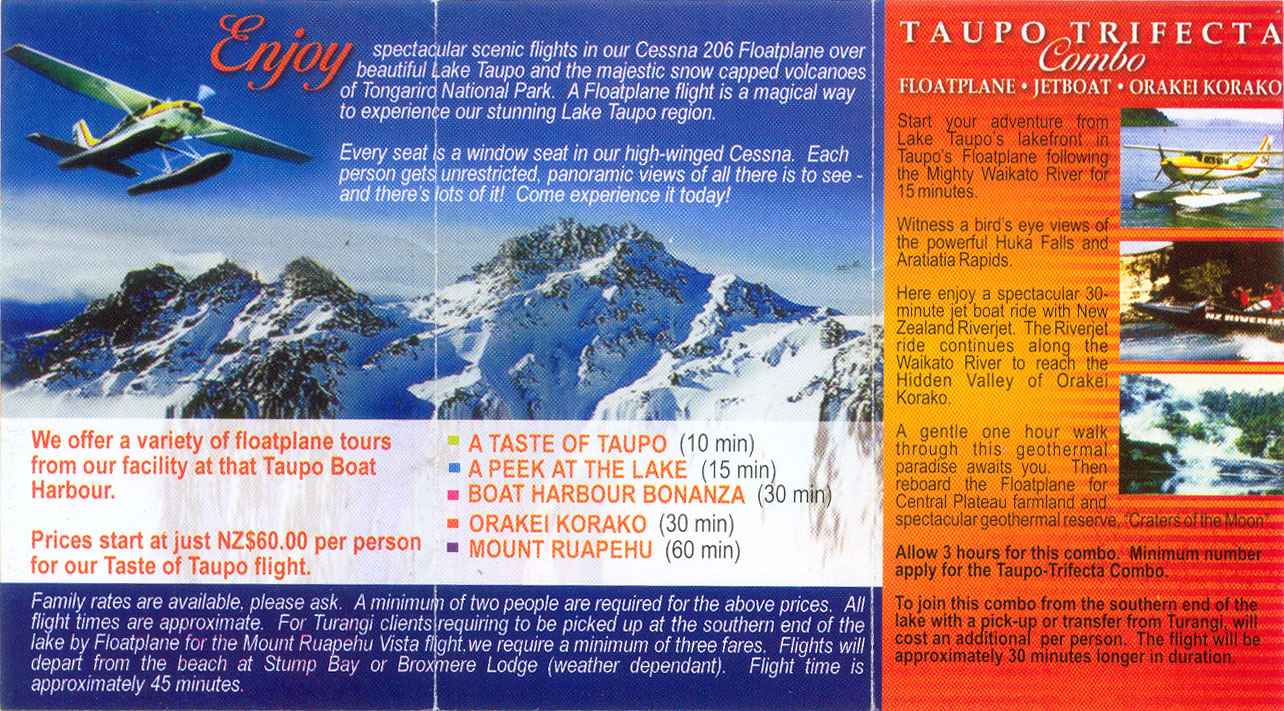 Enjoy spectacular scenic flights in our Cessna 206 Floatplane over
beautiful Lake Taupo and the majestic snow capped volcanoes
of Tongariro National Park. A Floatplane flight is a magical way
to experience our stunning Lake Taupo region.
Every seat is a window seat in our high-winged Cessna. Each
person gets unrestricted, panoramic views of all there is to see -
and there's lots of it! Come experience it today!
We offer a variety of floatplane tours
from our facility at that Taupo Boat
Harbour.
Prices start at just NZ$60.00 per person
for our Taste of Taupo flight.
A TASTE OF TAUPO (10 min)
A PEEK AT THE LAKE (15 min)
BOAT HARBOUR BONANZA (30 min)
ORAKEI KORAKO (30 min)
MOUNT RUAPEHU (60 min)
Family rates are available, please ask. A minimum of two people are required for the above prices. All
flight times are approximate. For Turangi clients requiring to be picked up at the southern end of the
lake by Floatplane for the Mount Ruapehu Vista flight,we require a minimum of three fares. Flights will
depart from the beach at Stump Bay or Broxmere Lodge (weather dependant). Flight time is
approximately 45 minutes.
TAUPO TRIFECTA
Combo
FLOATPLANE • JETBOAT • ORAKEI KORAKO
Start your adventure from
Lake Taupo's lakefront in
Taupo's Floatplane following
the Mighty Waikato River for
15 minutes.
Witness a bird's eye views of
the powerful Huka Falls and
Aratiatia Rapids.
Here enjoy a spectacular 30-
minute jet boat ride with New
Zealand Riverjet. The Riverjet
ride continues along the
Waikato River to reach the
Hidden Valley of Orakei
Korako.
A gentle one hour walk
through this geothermal
paradise awaits you. Then
reboard the Floatplane for
Central Plateau farmland and
spectacular geothermal reserve, "Craters of the Moon"
Allow 3 hours for this combo. Minimum number
apply for the Taupo-Trifecta Combo.
To join this combo from the southern end of the
lake with a pick-up or transfer from Turangi, will
cost an additional per person. The flight will be
approximately 30 minutes longer in duration.
NZ RIVERJ